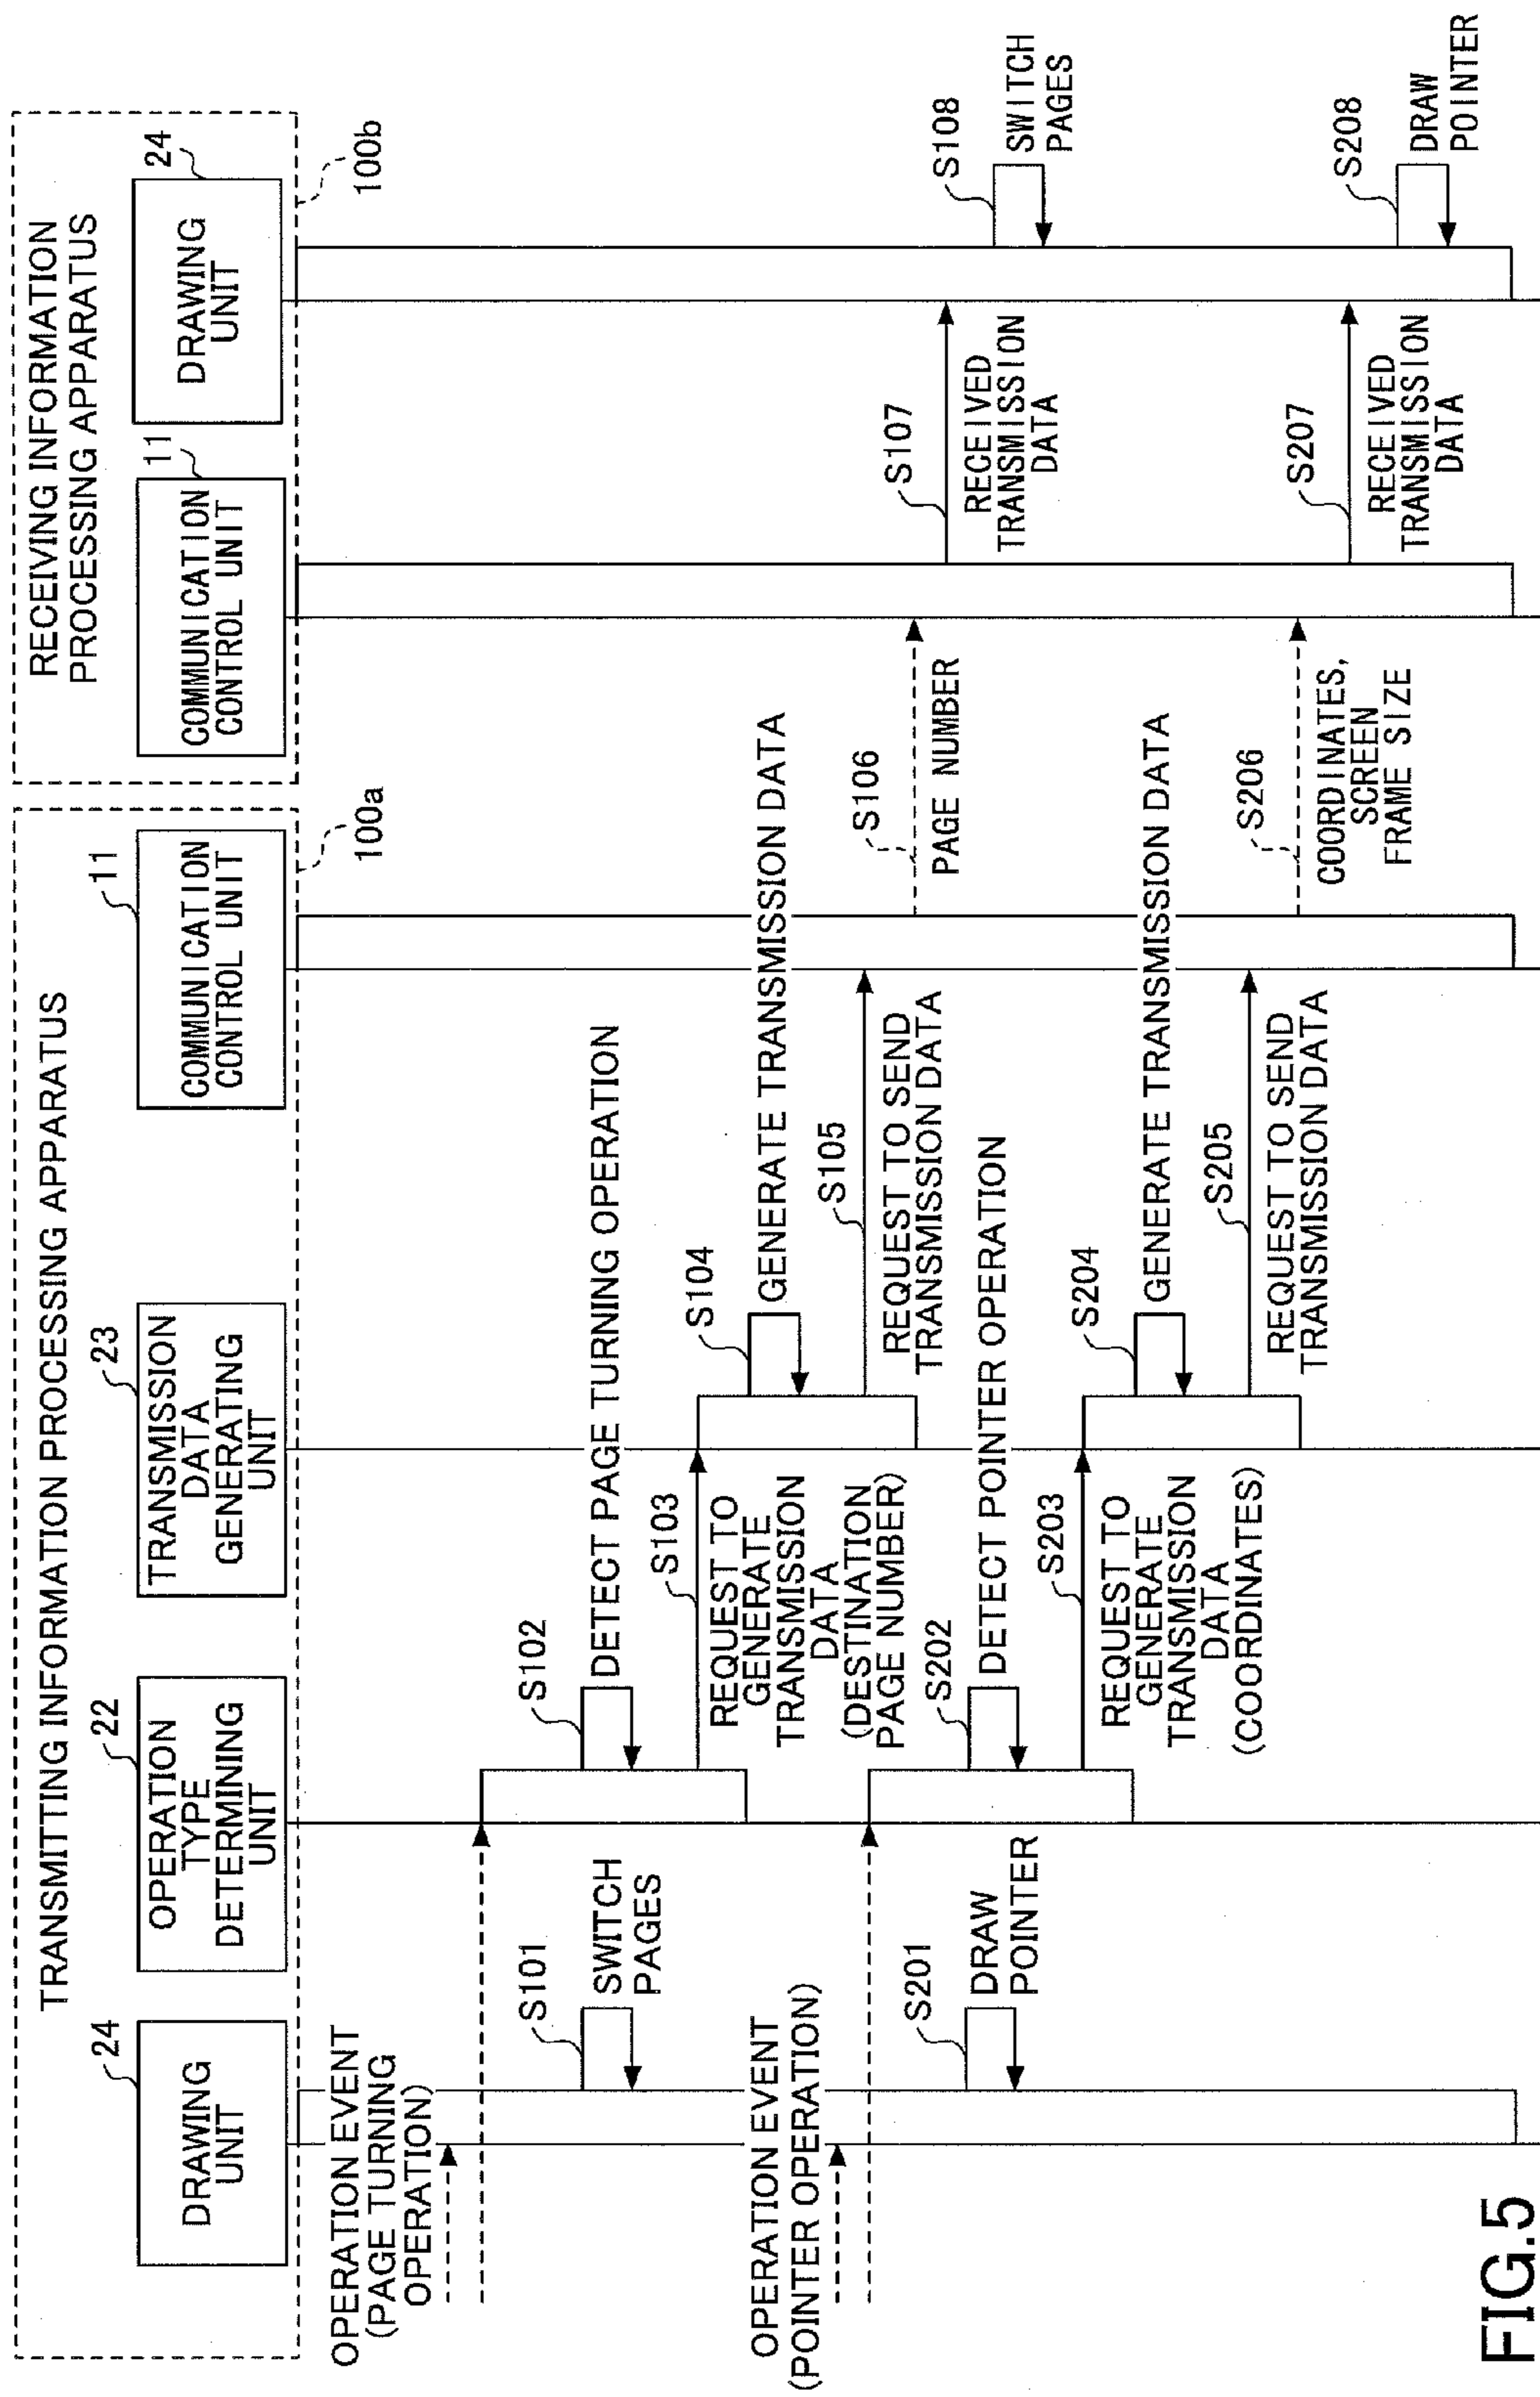 TRANSMITTING INFORMATION PROCESSING APPARATUS
RECEIVING INFORMATION
PROCESSING APPARATUS
24
DRAWING
UNIT
22
OPERATION
TYPE
DETERMINING
UNIT
23
TRANSMISSION
DATA
GENERATING
UNIT
11
COMMUNICATION
CONTROL UNIT
100a
11
COMMUNICATION
CONTROL UNIT
24
DRAWING
UNIT
100b
OPERATION EVENT
(PAGE TURNING
OPERATION)
S101
SWITCH
PAGES
S102
DETECT PAGE TURNING OPERATION
S103
REQUEST TO
GENERATE
TRANSMISSION
DATA
(DESTINATION
PAGE NUMBER)
S104
GENERATE TRANSMISSION DATA
S105
REQUEST TO SEND
TRANSMISSION DATA
S106
PAGE NUMBER
S107
RECEIVED
TRANSMISSION
DATA
S108
SWITCH
PAGES
OPERATION EVENT
(POINTER OPERATION)
S201
DRAW
POINTER
S202
DETECT POINTER OPERATION
S203
REQUEST TO
GENERATE
TRANSMISSION
DATA
(COORDINATES)
S204
GENERATE TRANSMISSION DATA
S205
REQUEST TO SEND
TRANSMISSION DATA
S206
COORDINATES,
SCREEN
FRAME SIZE
S207
RECEIVED
TRANSMISSION
DATA
S208
DRAW
POINTER
FIG.5